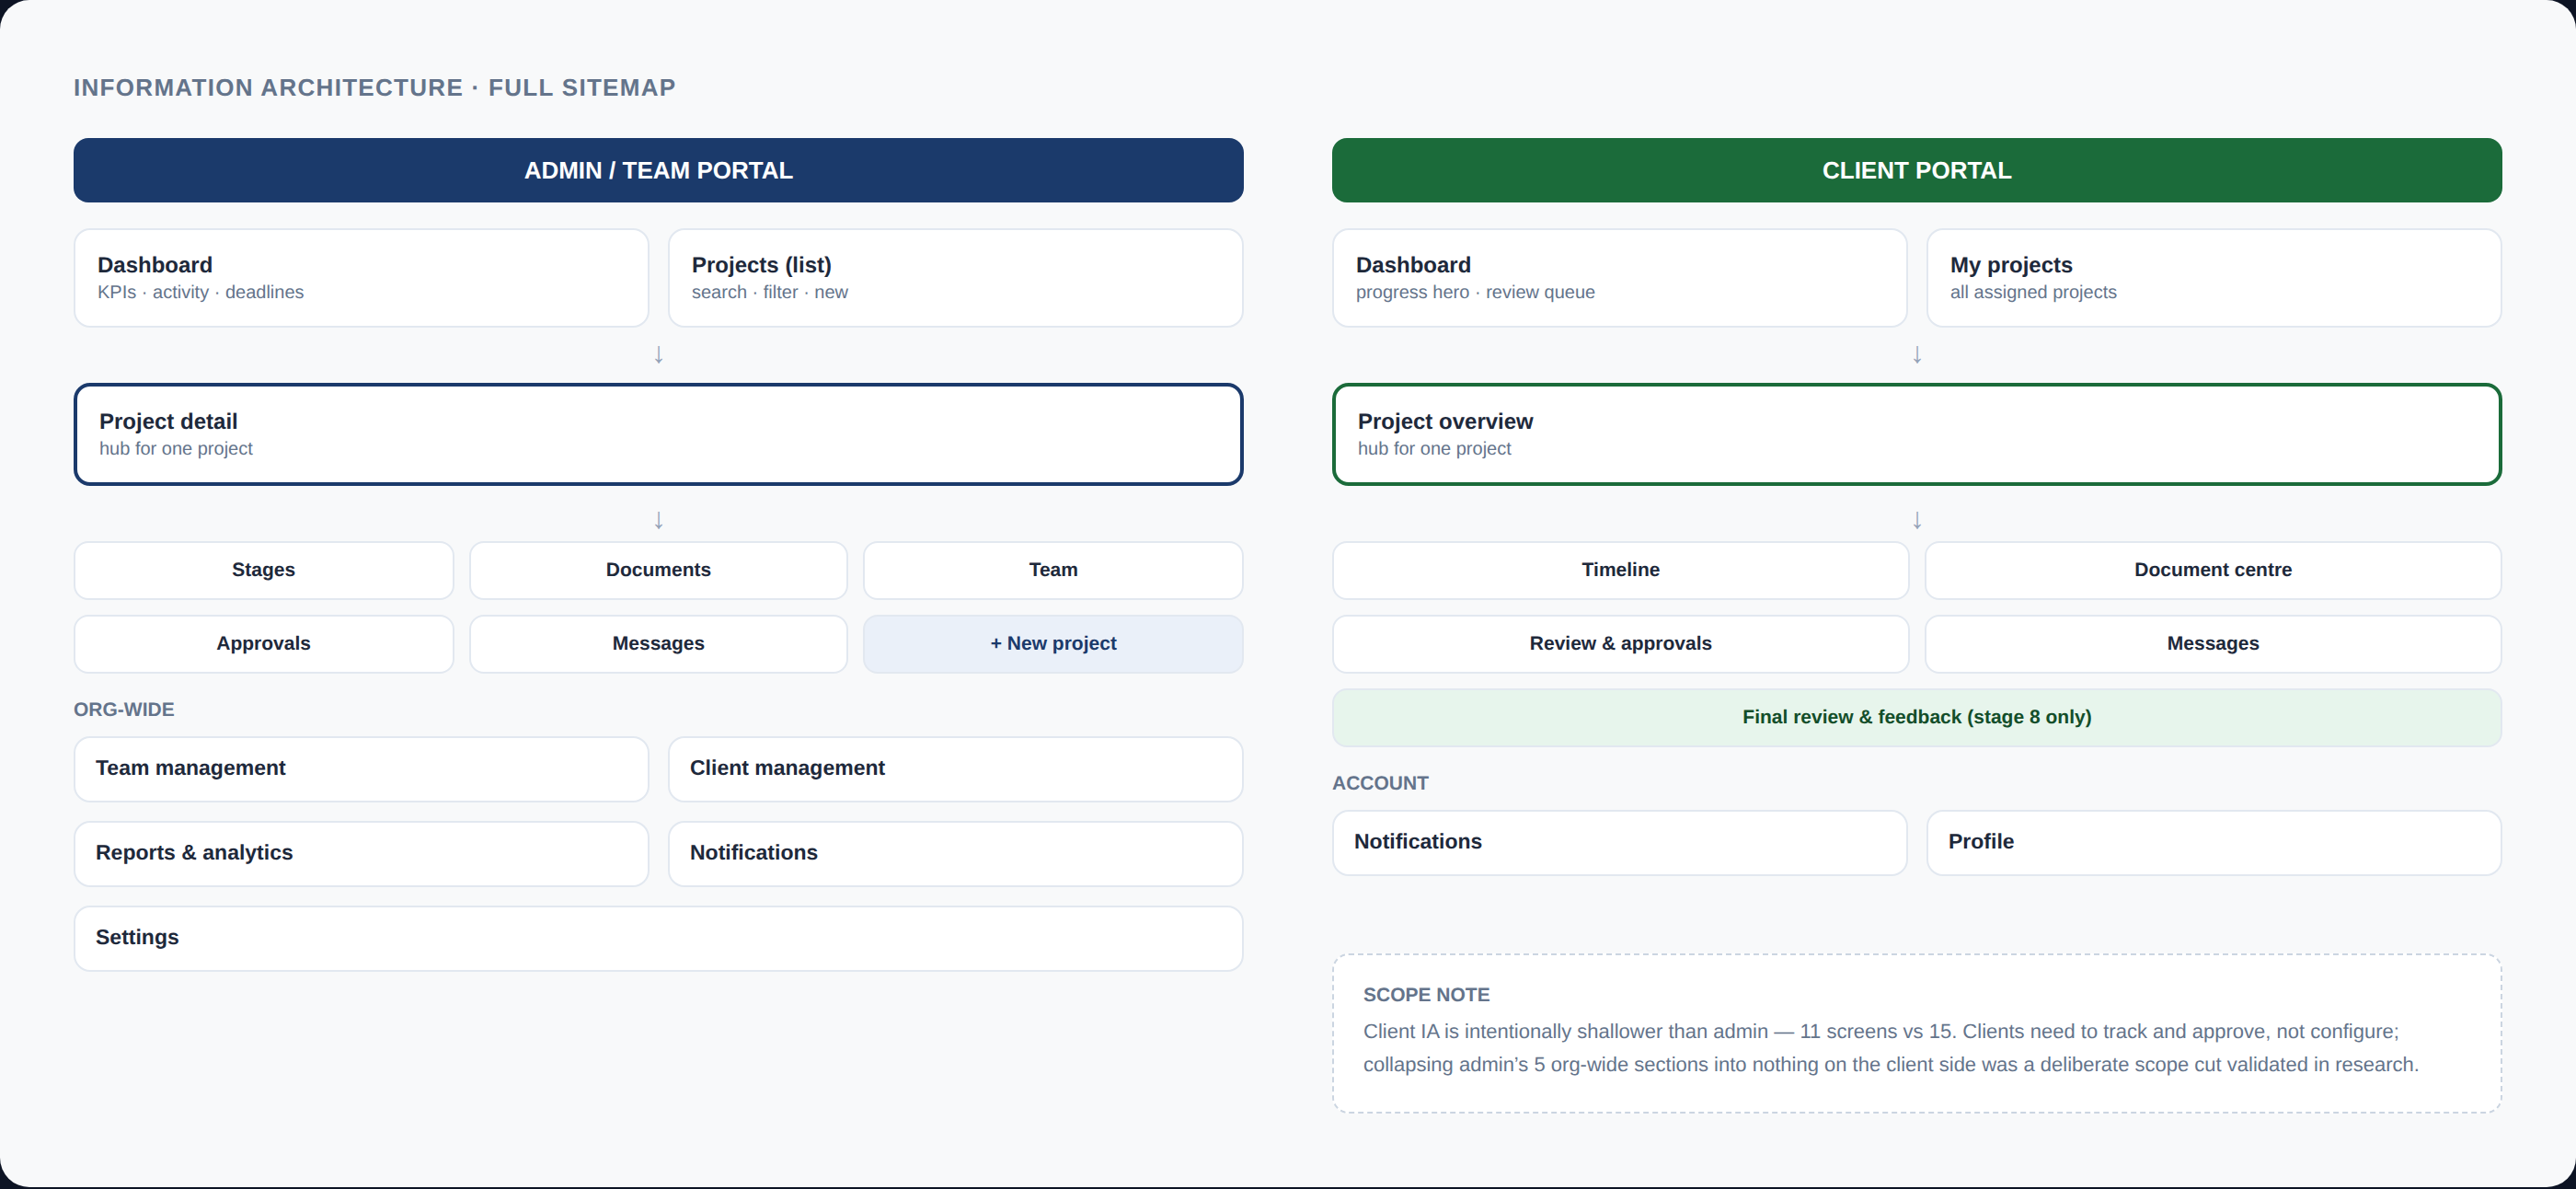 INFORMATION ARCHITECTURE · FULL SITEMAP
ADMIN / TEAM PORTAL
Dashboard
KPIs · activity · deadlines
Projects (list)
search · filter · new
↓
Project detail
hub for one project
↓
Stages
Documents
Team
Approvals
Messages
+ New project
ORG-WIDE
Team management
Client management
Reports & analytics
Notifications
Settings
CLIENT PORTAL
Dashboard
progress hero · review queue
My projects
all assigned projects
↓
Project overview
hub for one project
↓
Timeline
Document centre
Review & approvals
Messages
Final review & feedback (stage 8 only)
ACCOUNT
Notifications
Profile
SCOPE NOTE
Client IA is intentionally shallower than admin — 11 screens vs 15. Clients need to track and approve, not configure;
collapsing admin’s 5 org-wide sections into nothing on the client side was a deliberate scope cut validated in research.